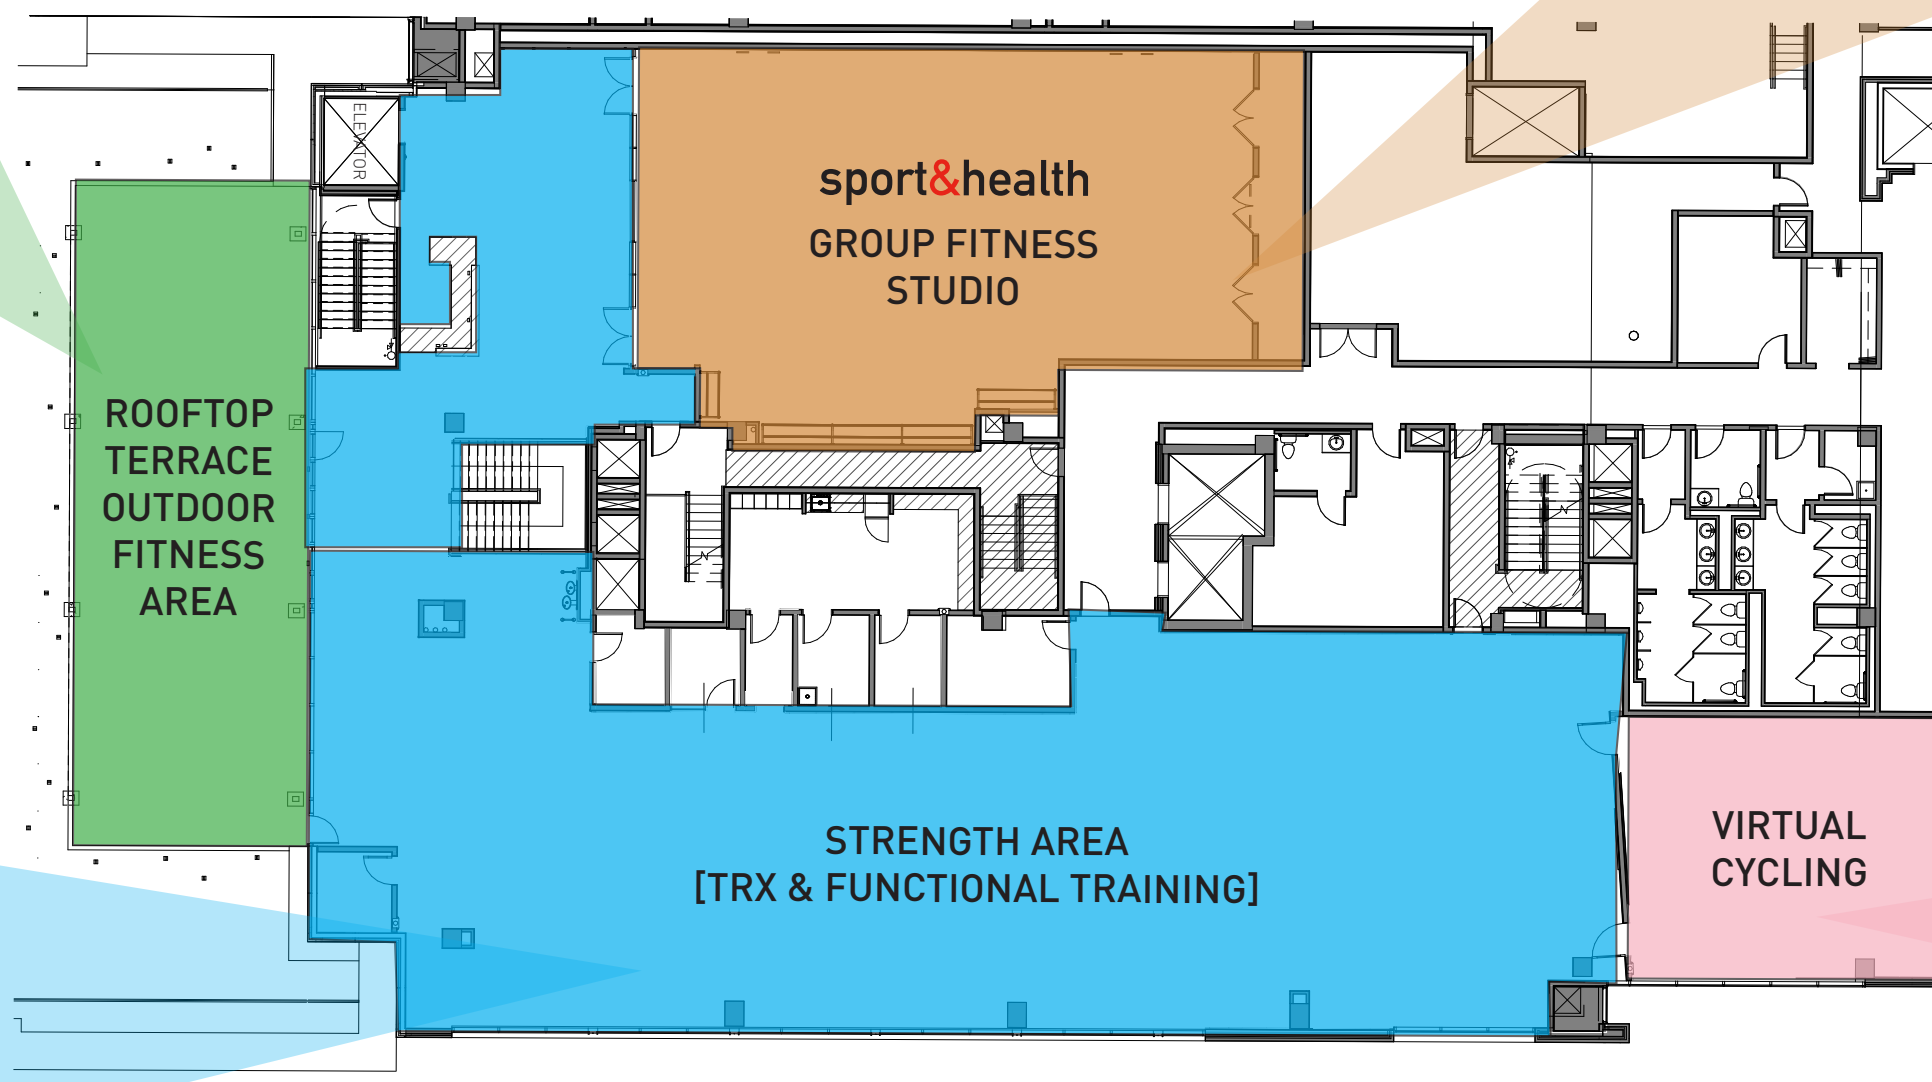 ELEVATOR
sport&health
GROUP FITNESS
STUDIO
ROOFTOP
TERRACE
OUTDOOR
FITNESS
AREA
STRENGTH AREA
[TRX & FUNCTIONAL TRAINING]
VIRTUAL
CYCLING